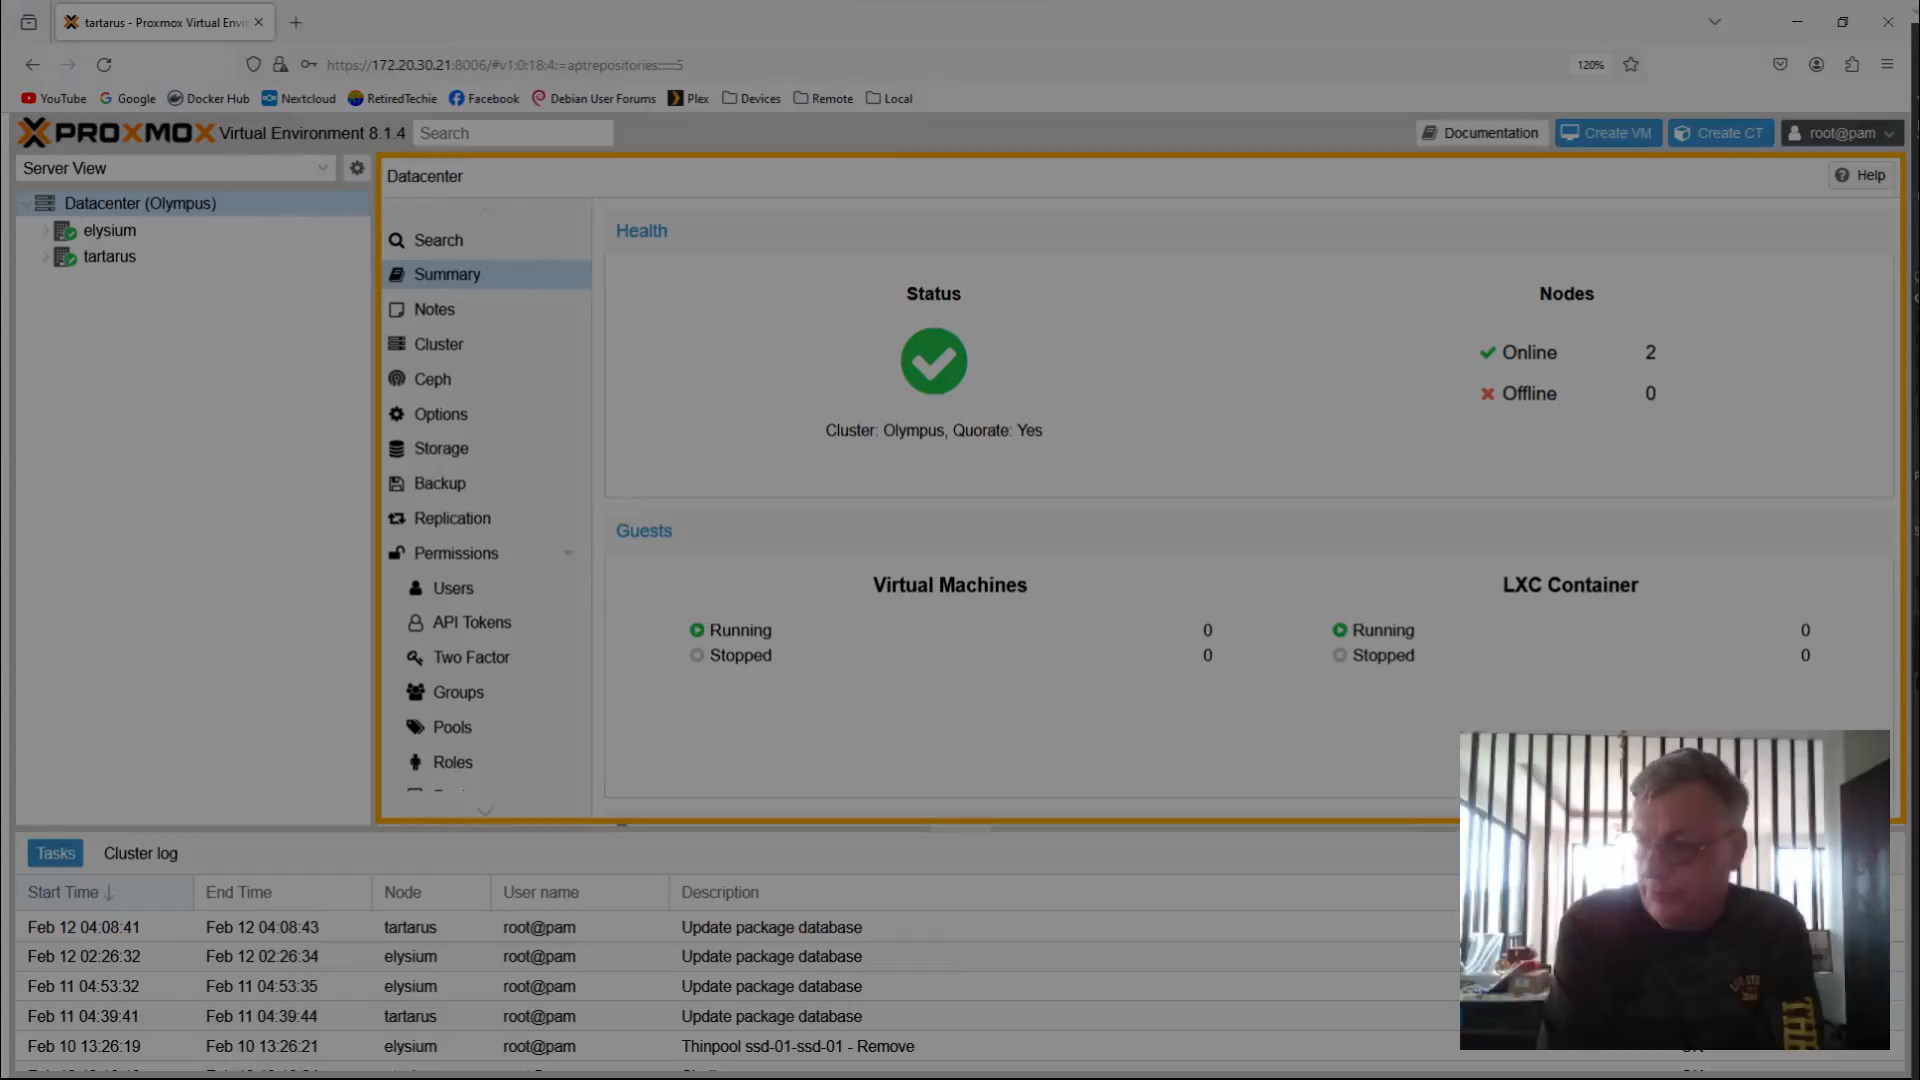 tartarus - Proxmox Virtual Envi
https://172.20.30.21:8006/#v1:0:18:4:=aptrepositories
120%
YouTube Google Docker Hub Nextcloud RetiredTechie Facebook Debian User Forums Plex Devices Remote Local
PROXMOX Virtual Environment 8.1.4 Search Documentation Create VM Create CT root@pam
Server View
Datacenter (Olympus)
elysium
tartarus
Datacenter Help
Search
Summary
Notes
Cluster
Ceph
Options
Storage
Backup
Replication
Permissions
Users
API Tokens
Two Factor
Groups
Pools
Roles
Health
Status
Cluster: Olympus, Quorate: Yes
Nodes
Online 2
Offline 0
Guests
Virtual Machines
Running 0
Stopped 0
LXC Container
Running 0
Stopped 0
Tasks Cluster log
Start Time End Time Node User name Description
Feb 12 04:08:41 Feb 12 04:08:43 tartarus root@pam Update package database
Feb 12 02:26:32 Feb 12 02:26:34 elysium root@pam Update package database
Feb 11 04:53:32 Feb 11 04:53:35 elysium root@pam Update package database
Feb 11 04:39:41 Feb 11 04:39:44 tartarus root@pam Update package database
Feb 10 13:26:19 Feb 10 13:26:21 elysium root@pam Thinpool ssd-01-ssd-01 - Remove